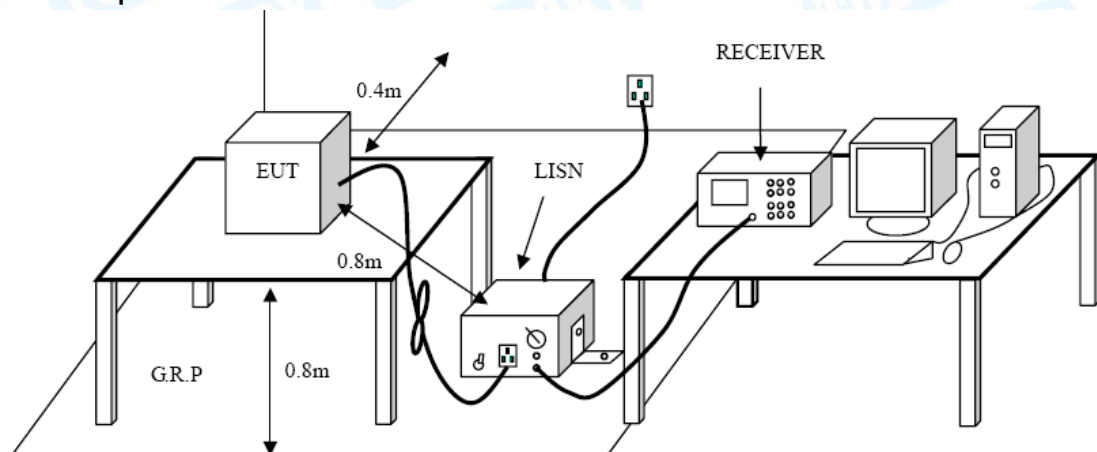 RECEIVER
0.4m
EUT
LISN
0.8m
G.R.P
0.8m